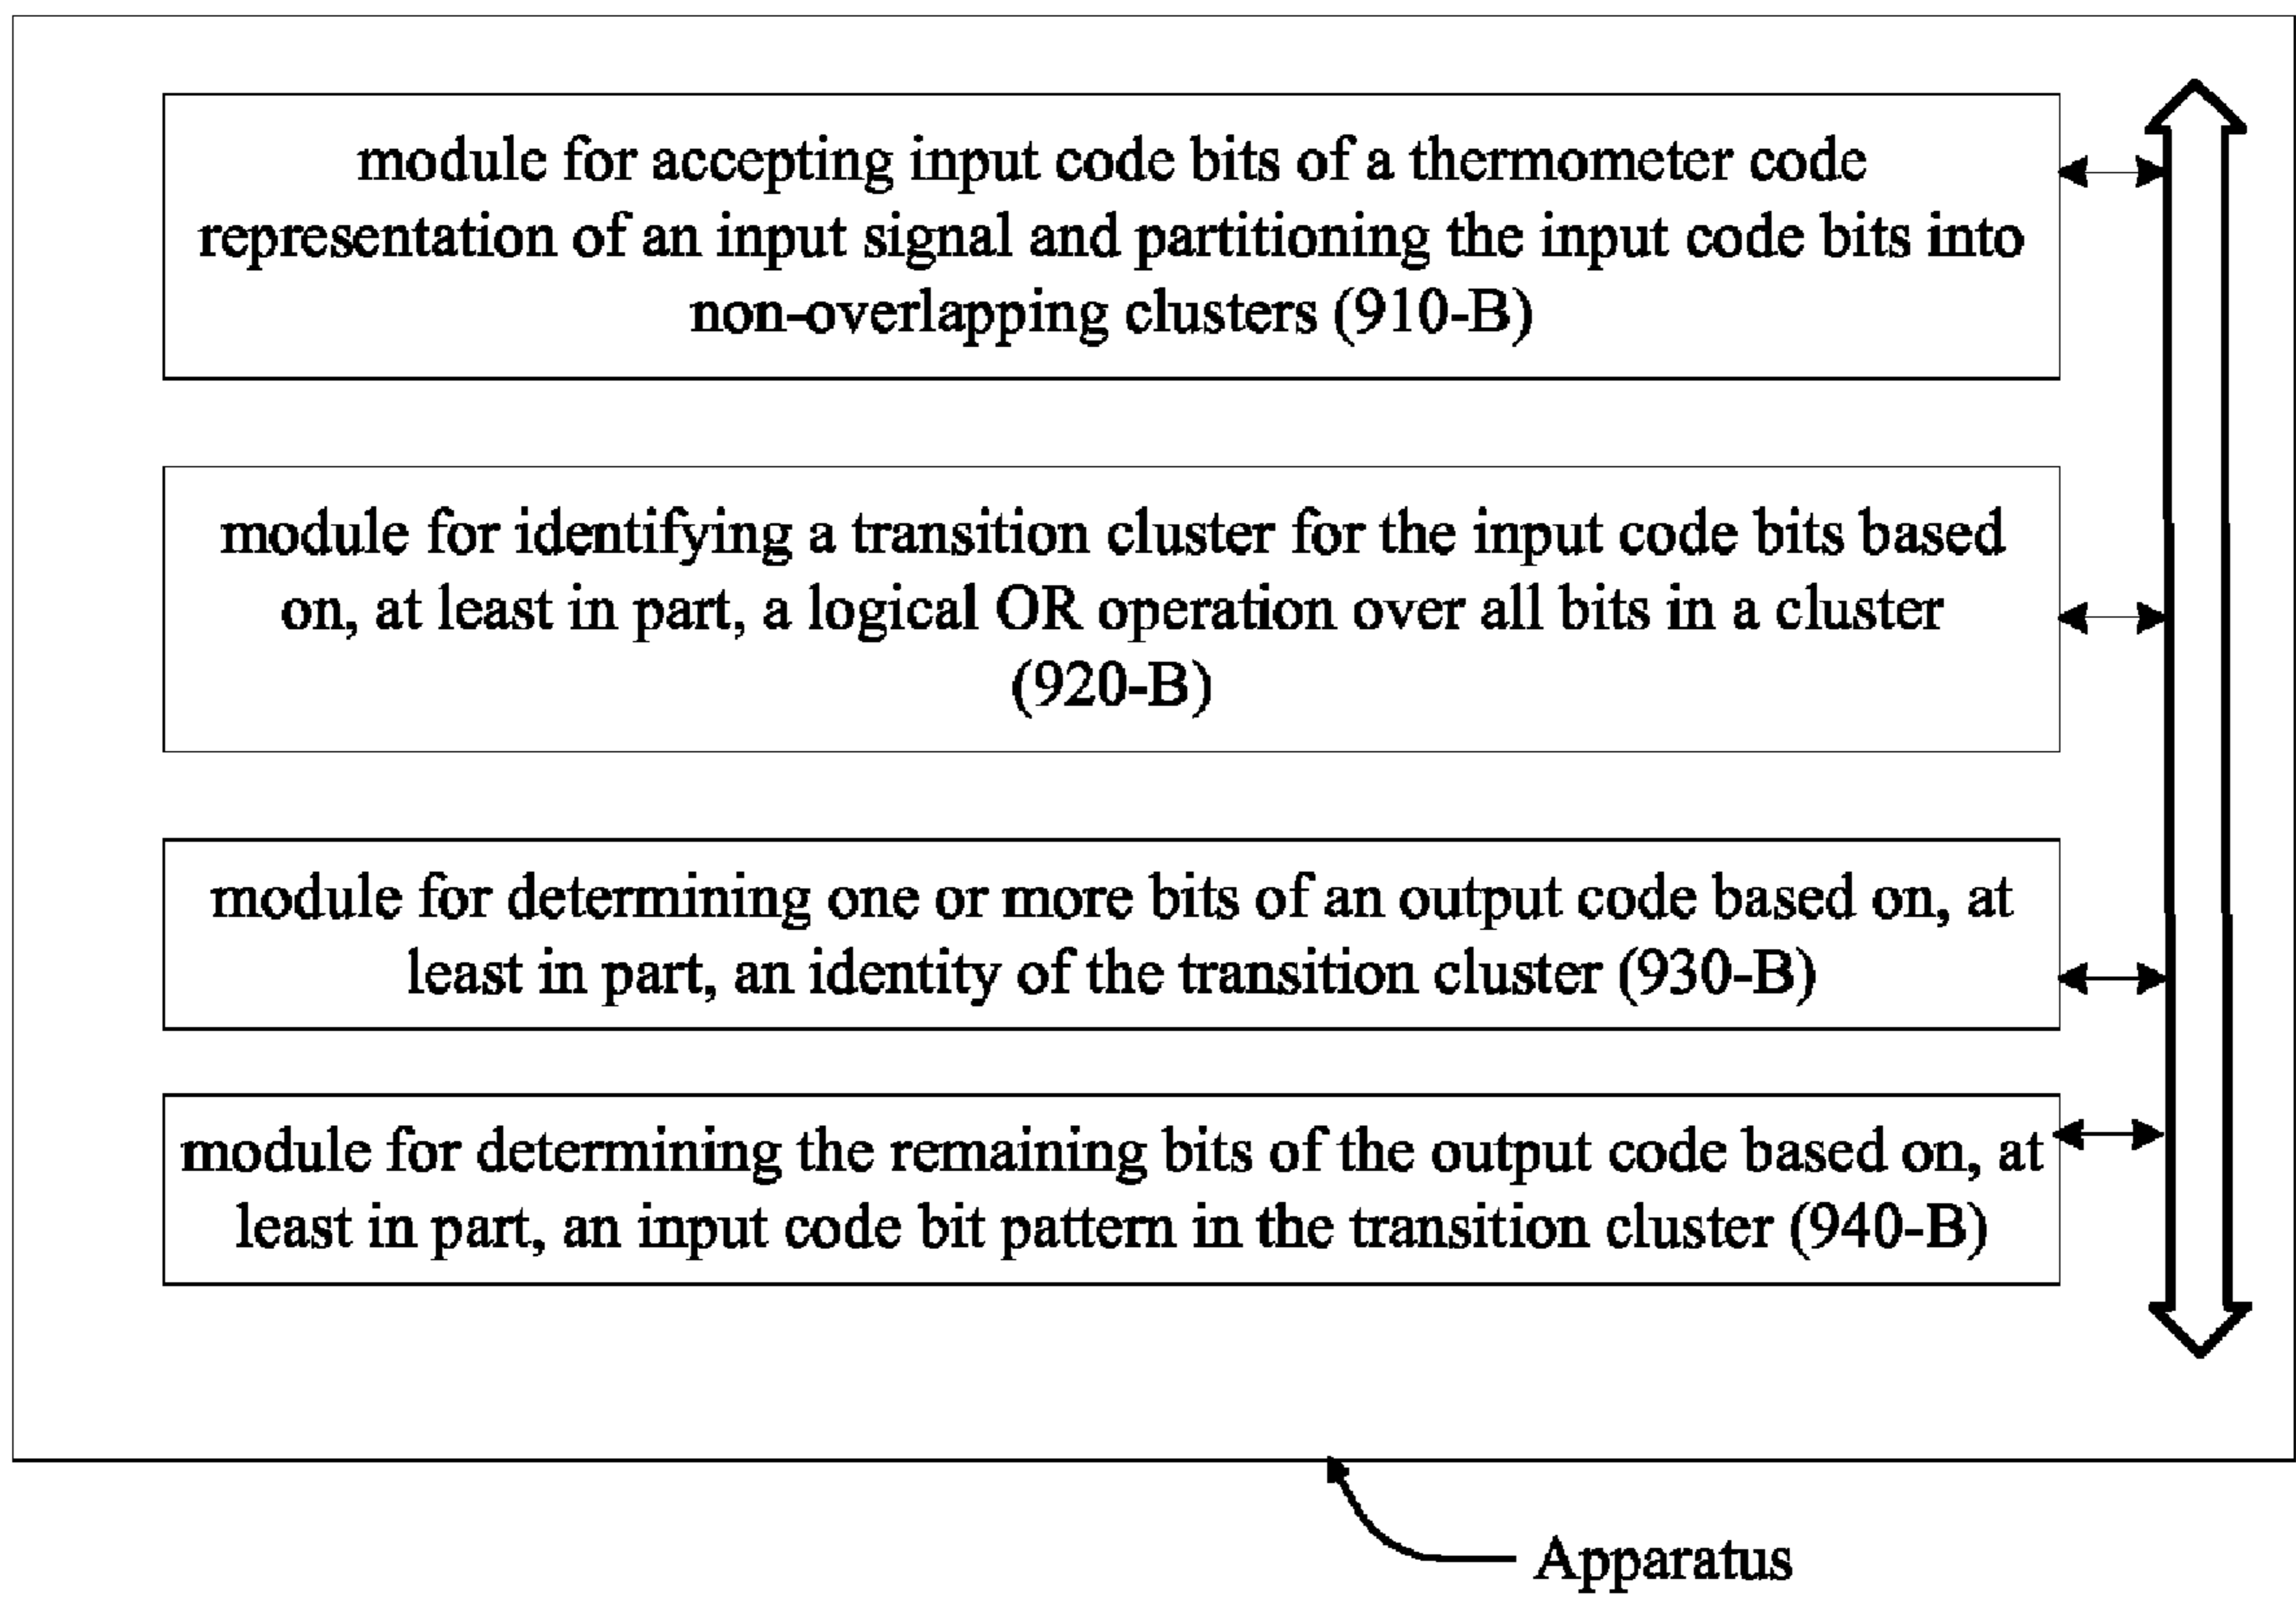 module for accepting input code bits of a thermometer code
representation of an input signal and partitioning the input code bits into
non-overlapping clusters (910-B)
module for identifying a transition cluster for the input code bits based
on, at least in part, a logical OR operation over all bits in a cluster
(920-B)
module for determining one or more bits of an output code based on, at
least in part, an identity of the transition cluster (930-B)
module for determining the remaining bits of the output code based on, at
least in part, an input code bit pattern in the transition cluster (940-B)
Apparatus